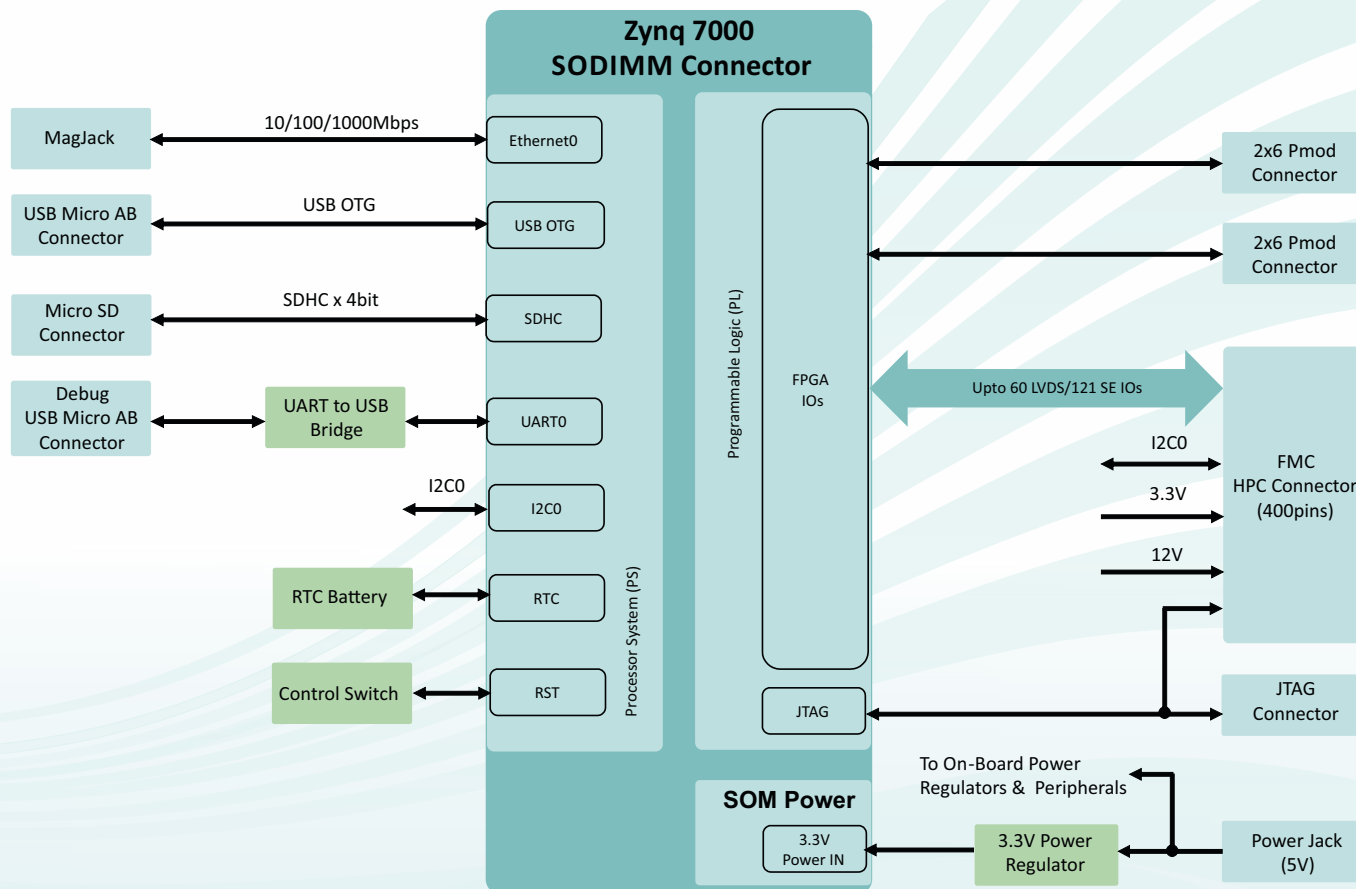 Zynq 7000
SODIMM Connector
MagJack
10/100/1000Mbps
Ethernet0
USB Micro AB
Connector
USB OTG
USB OTG
Micro SD
Connector
SDHC x 4bit
SDHC
Debug
USB Micro AB
Connector
UART to USB
Bridge
UART0
I2C0
I2C0
RTC Battery
RTC
Control Switch
RST
Processor System (PS)
Programmable Logic (PL)
FPGA
IOs
JTAG
2x6 Pmod
Connector
2x6 Pmod
Connector
Upto 60 LVDS/121 SE IOs
I2C0
3.3V
12V
FMC
HPC Connector
(400pins)
JTAG
Connector
To On-Board Power
Regulators & Peripherals
SOM Power
3.3V
Power IN
3.3V Power
Regulator
Power Jack
(5V)